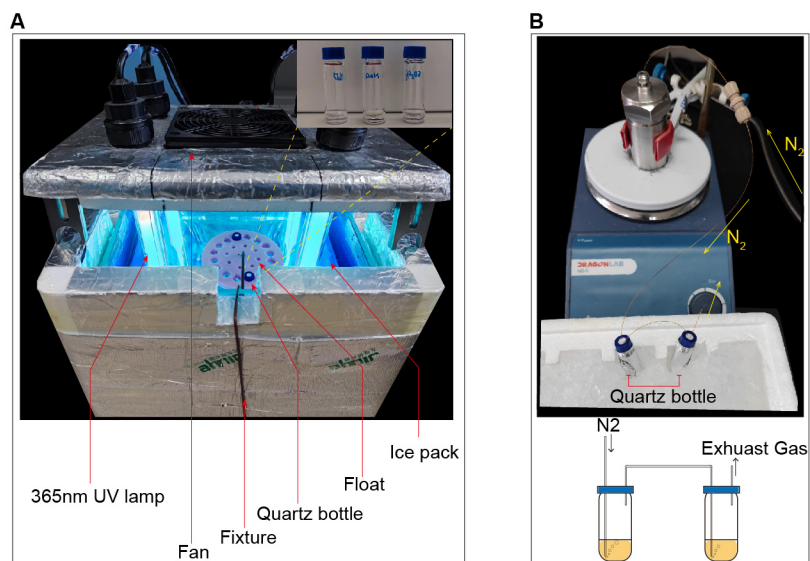 A
B
N₂
N₂
DRAGONLAB
Quartz bottle
N2
Exhuast Gas
Ice pack
365nm UV lamp
Float
Quartz bottle
Fixture
Fan